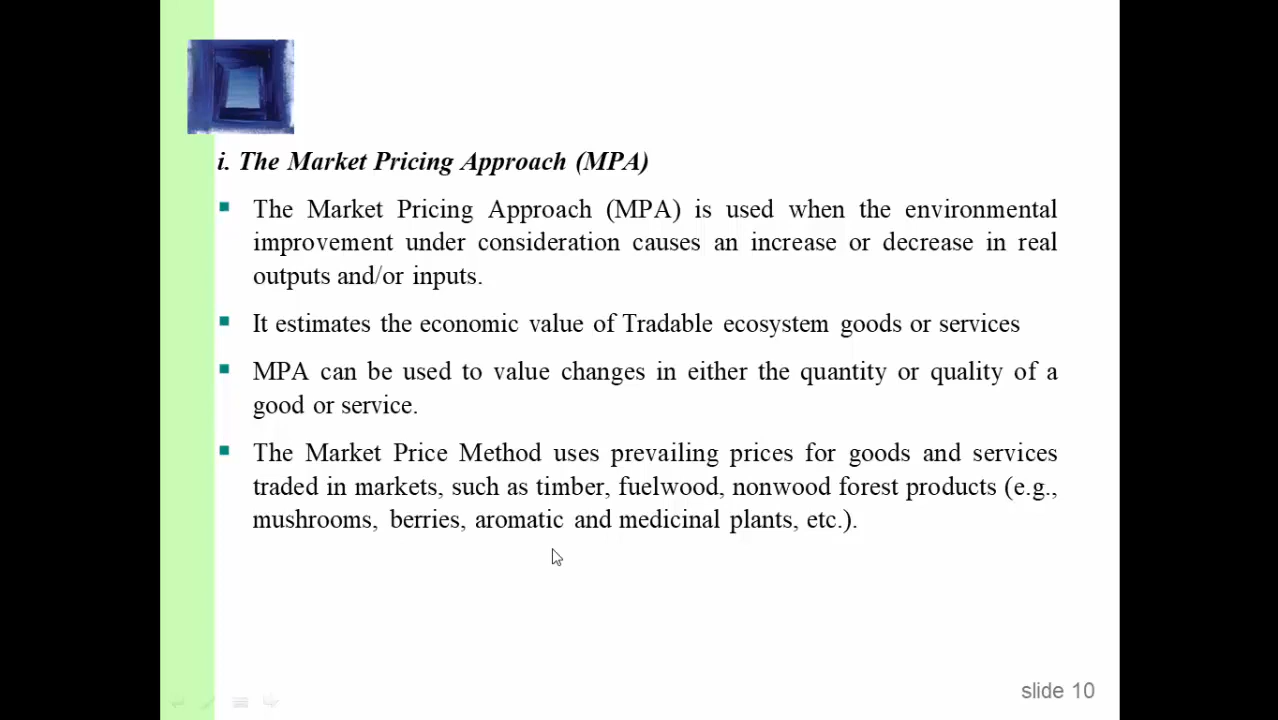 i. The Market Pricing Approach (MPA)
The Market Pricing Approach (MPA) is used when the environmental
improvement under consideration causes an increase or decrease in real
outputs and/or inputs.
It estimates the economic value of Tradable ecosystem goods or services
MPA can be used to value changes in either the quantity or quality of a
good or service.
The Market Price Method uses prevailing prices for goods and services
traded in markets, such as timber, fuelwood, nonwood forest products (e.g.,
mushrooms, berries, aromatic and medicinal plants, etc.).
slide 10